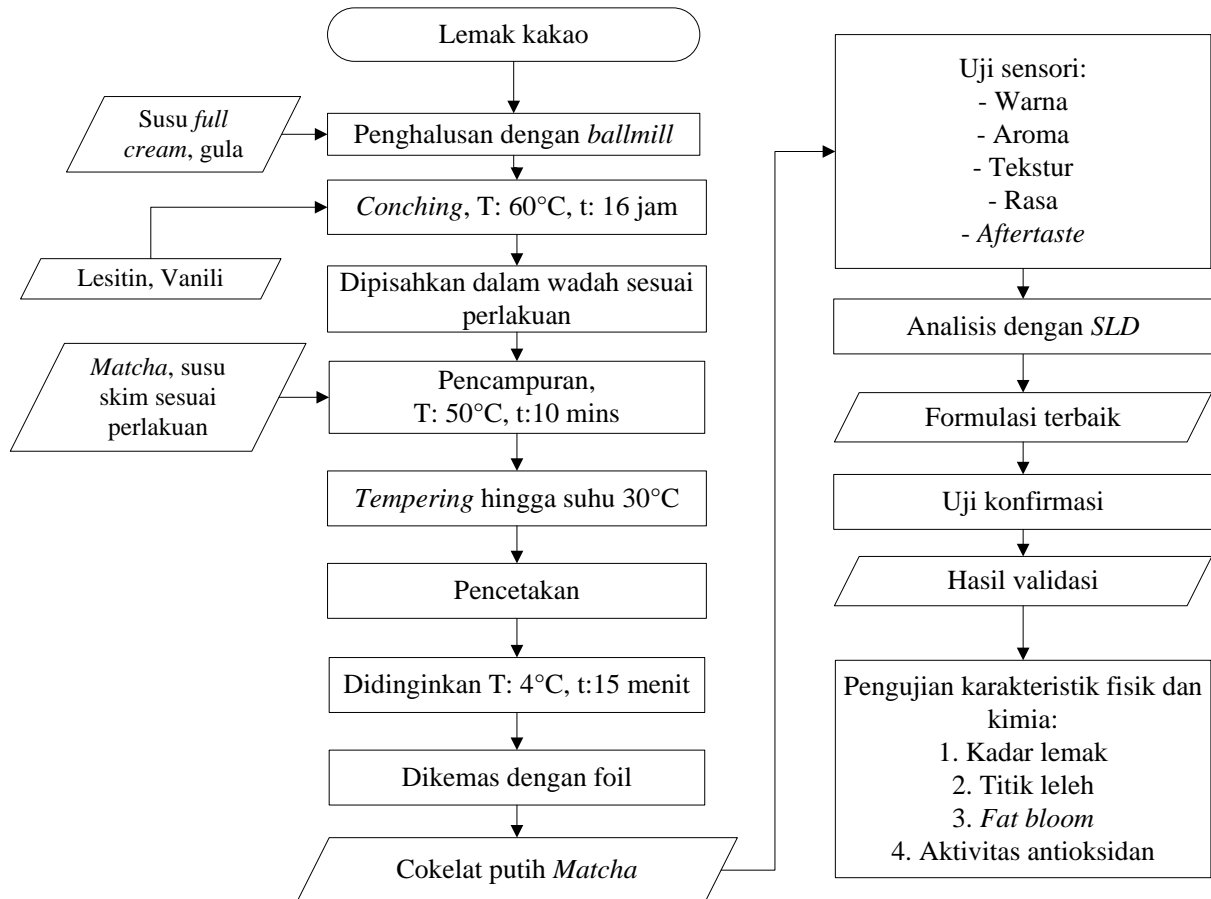 Lemak kakao
Susu full
cream, gula
Penghalusan dengan ballmill
Conching, T: 60°C, t: 16 jam
Lesitin, Vanili
Dipisahkan dalam wadah sesuai
perlakuan
Matcha, susu
skim sesuai
perlakuan
Pencampuran,
T: 50°C, t:10 mins
Tempering hingga suhu 30°C
Pencetakan
Didinginkan T: 4°C, t:15 menit
Dikemas dengan foil
Cokelat putih Matcha
Uji sensori:
- Warna
- Aroma
- Tekstur
- Rasa
- Aftertaste
Analisis dengan SLD
Formulasi terbaik
Uji konfirmasi
Hasil validasi
Pengujian karakteristik fisik dan
kimia:
1. Kadar lemak
2. Titik leleh
3. Fat bloom
4. Aktivitas antioksidan